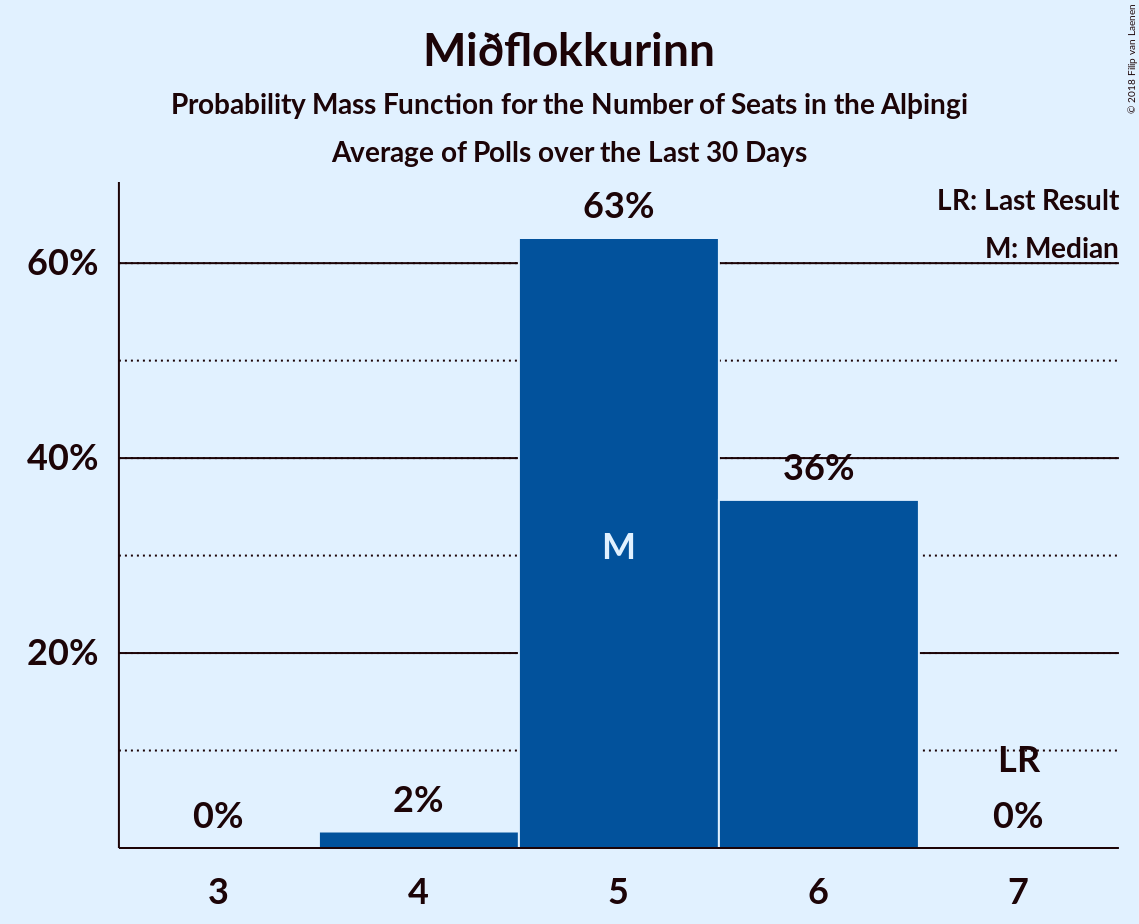 Miðflokkurinn
Probability Mass Function for the Number of Seats in the Alþingi
Average of Polls over the Last 30 Days
© 2018 Filip van Laenen
LR: Last Result
M: Median
63%
60%
40%
36%
M
20%
LR
2%
0%
0%
3 4 5 6 7